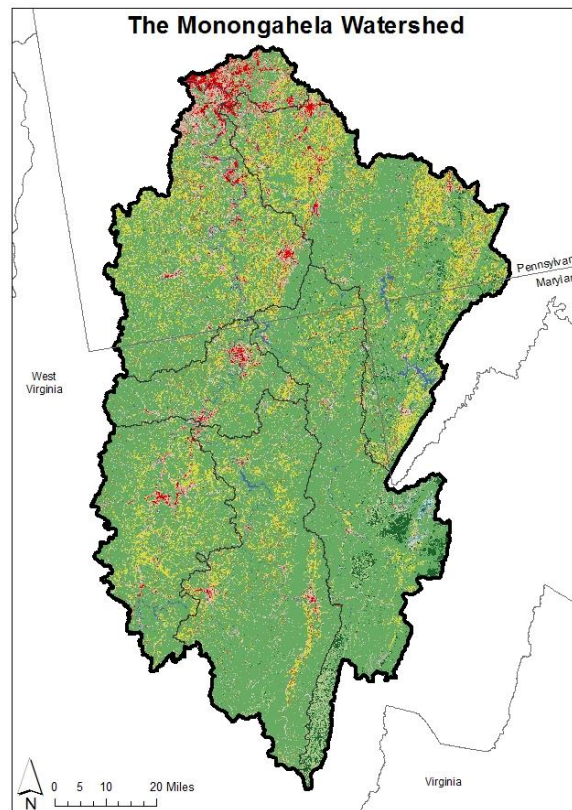 The Monongahela Watershed
Pennsylvan
Marylan
West
Virginia
0 5 10 20 Miles
N
Virginia